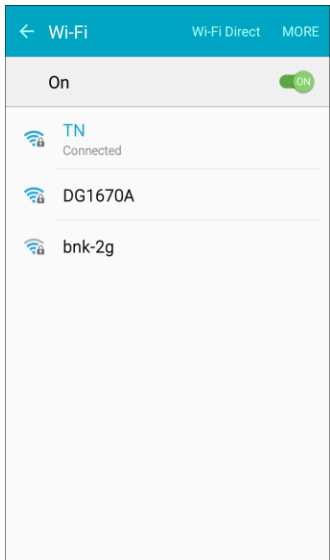 Wi-Fi Wi-Fi Direct MORE
On ON
TN
Connected
DG1670A
bnk-2g